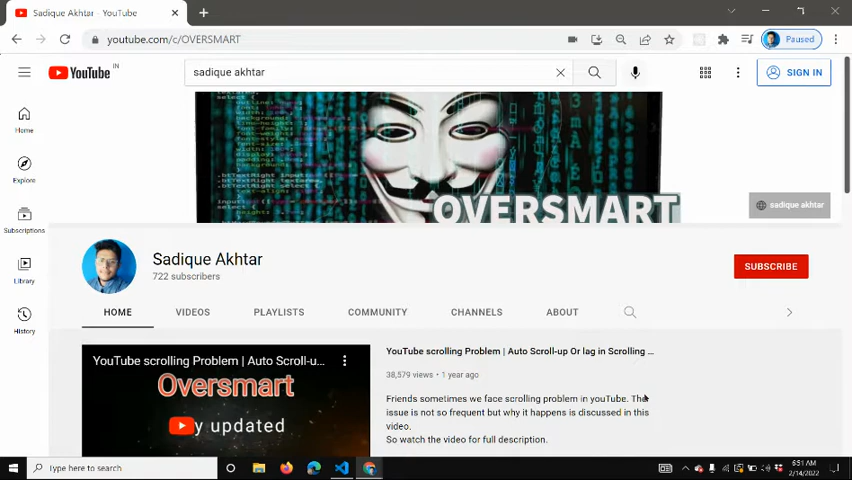 Sadique Akhtar - YouTube
youtube.com/c/OVERSMART
Paused
YouTube IN
sadique akhtar
SIGN IN
Home
Explore
Subscriptions
Library
History
OVERSMART
sadique akhtar
Sadique Akhtar
722 subscribers
SUBSCRIBE
HOME VIDEOS PLAYLISTS COMMUNITY CHANNELS ABOUT
YouTube scrolling Problem | Auto Scroll-u...
Oversmart
y updated
YouTube scrolling Problem | Auto Scroll-up Or lag in Scrolling ...
38,579 views • 1 year ago
Friends sometimes we face scrolling problem in youTube. The
issue is not so frequent but why it happens is discussed in this
video.
So watch the video for full description.
Type here to search
2/14/2022